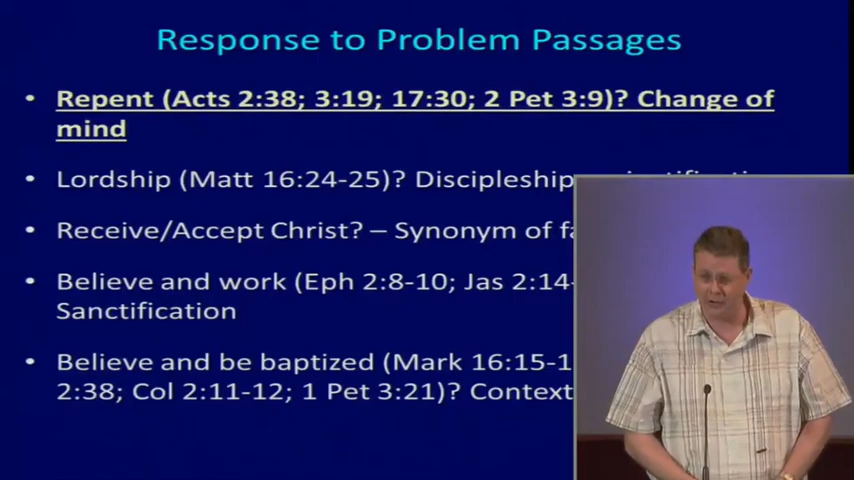 Response to Problem Passages
• Repent (Acts 2:38; 3:19; 17:30; 2 Pet 3:9)? Change of
mind
• Lordship (Matt 16:24-25)? Discipleship
• Receive/Accept Christ? – Synonym of
• Believe and work (Eph 2:8-10; Jas 2:14-
Sanctification
• Believe and be baptized (Mark 16:15-1
2:38; Col 2:11-12; 1 Pet 3:21)? Context